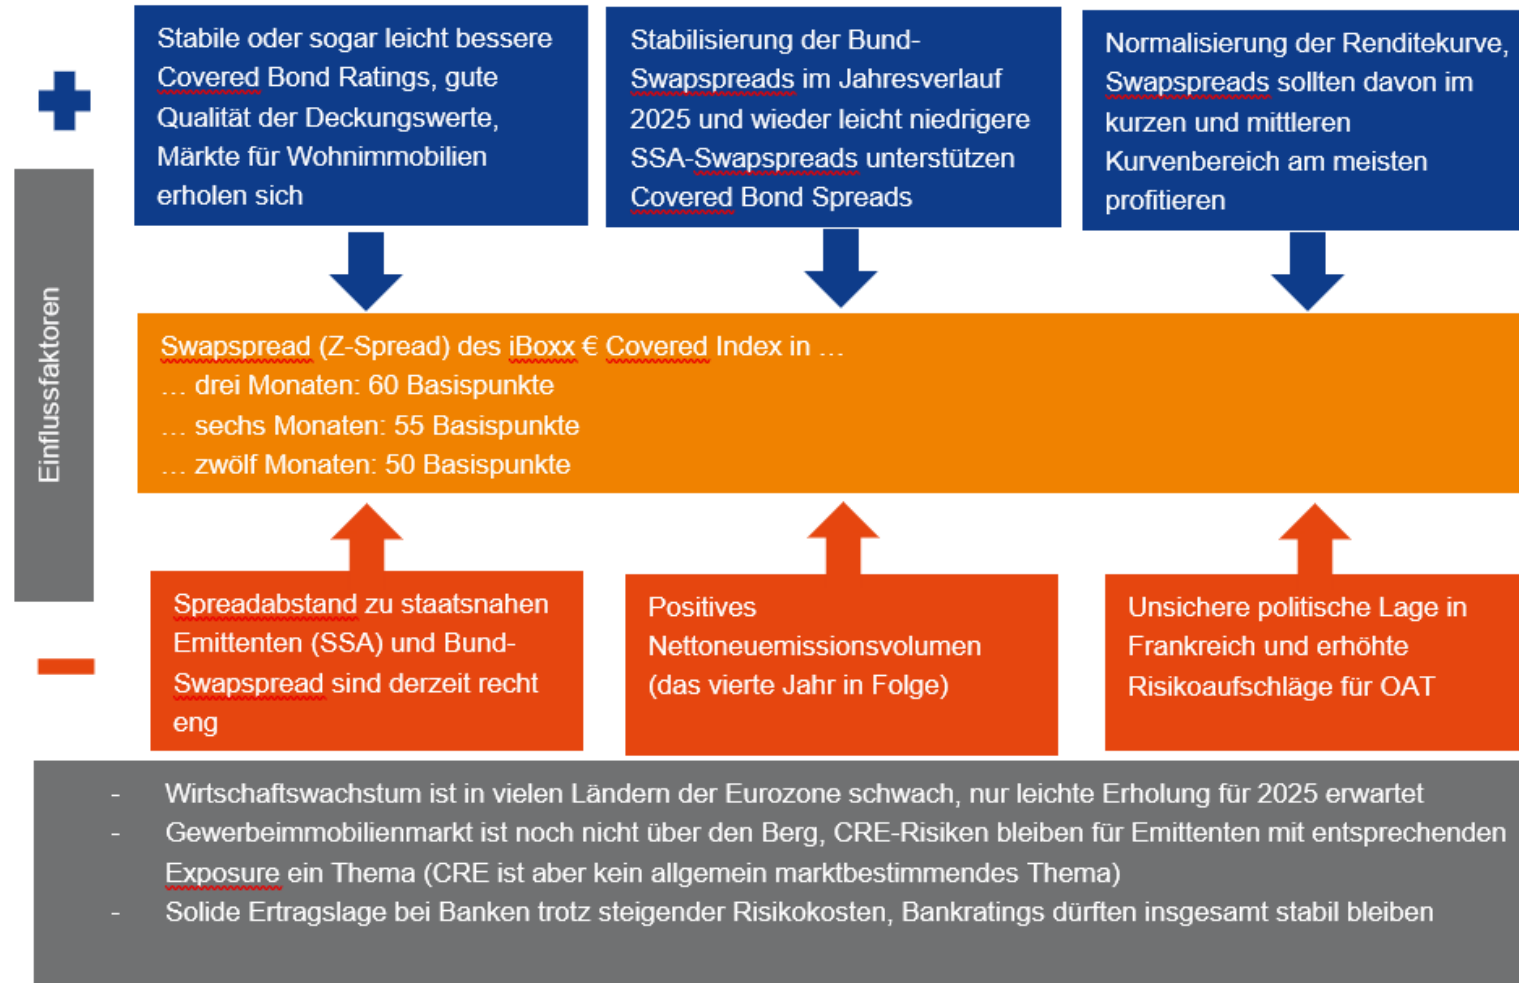 Stabile oder sogar leicht bessere
Covered Bond Ratings, gute
Qualität der Deckungswerte,
Märkte für Wohnimmobilien
erholen sich
Stabilisierung der Bund-
Swapspreads im Jahresverlauf
2025 und wieder leicht niedrigere
SSA-Swapspreads unterstützen
Covered Bond Spreads
Normalisierung der Renditekurve,
Swapspreads sollten davon im
kurzen und mittleren
Kurvenbereich am meisten
profitieren
Einflussfaktoren
Swapspread (Z-Spread) des iBoxx € Covered Index in …
… drei Monaten: 60 Basispunkte
… sechs Monaten: 55 Basispunkte
… zwölf Monaten: 50 Basispunkte
Spreadabstand zu staatsnahen
Emittenten (SSA) und Bund-
Swapspread sind derzeit recht
eng
Positives
Nettoneuemissionsvolumen
(das vierte Jahr in Folge)
Unsichere politische Lage in
Frankreich und erhöhte
Risikoaufschläge für OAT
- Wirtschaftswachstum ist in vielen Ländern der Eurozone schwach, nur leichte Erholung für 2025 erwartet
- Gewerbeimmobilienmarkt ist noch nicht über den Berg, CRE-Risiken bleiben für Emittenten mit entsprechenden
Exposure ein Thema (CRE ist aber kein allgemein marktbestimmendes Thema)
- Solide Ertragslage bei Banken trotz steigender Risikokosten, Bankratings dürften insgesamt stabil bleiben